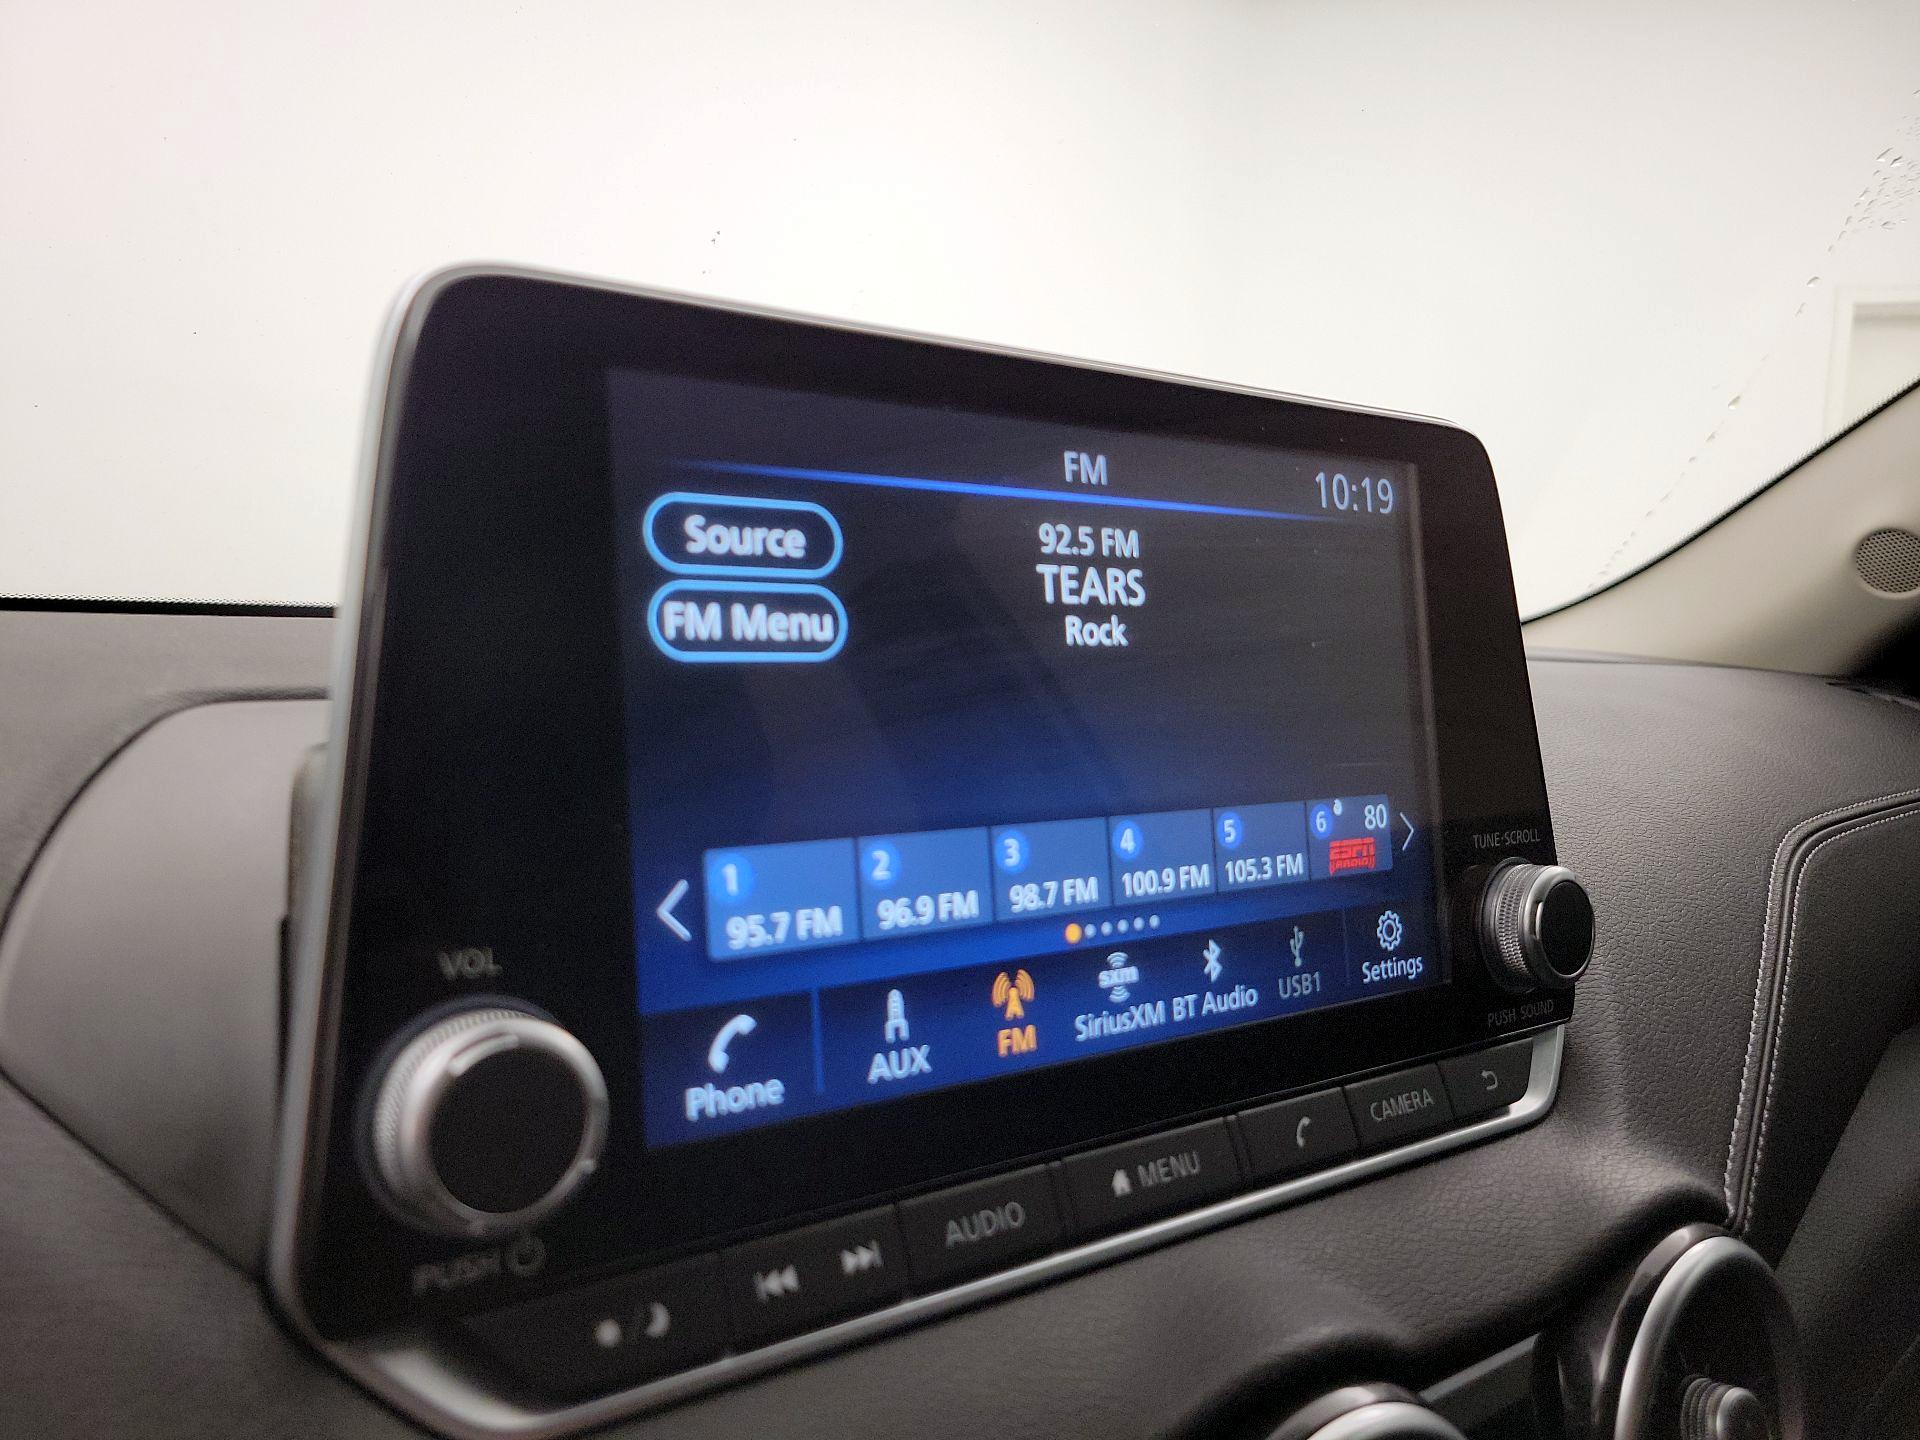 FM
10:19
Source
92.5 FM
TEARS
FM Menu
Rock
1
95.7 FM
2
96.9 FM
3
98.7 FM
4
100.9 FM
5
105.3 FM
6
80
ESPN
TUNE·SCROLL
VOL
Phone
AUX
FM
sxm
SiriusXM
BT Audio
USB1
Settings
PUSH SOUND
PUSH
AUDIO
MENU
CAMERA